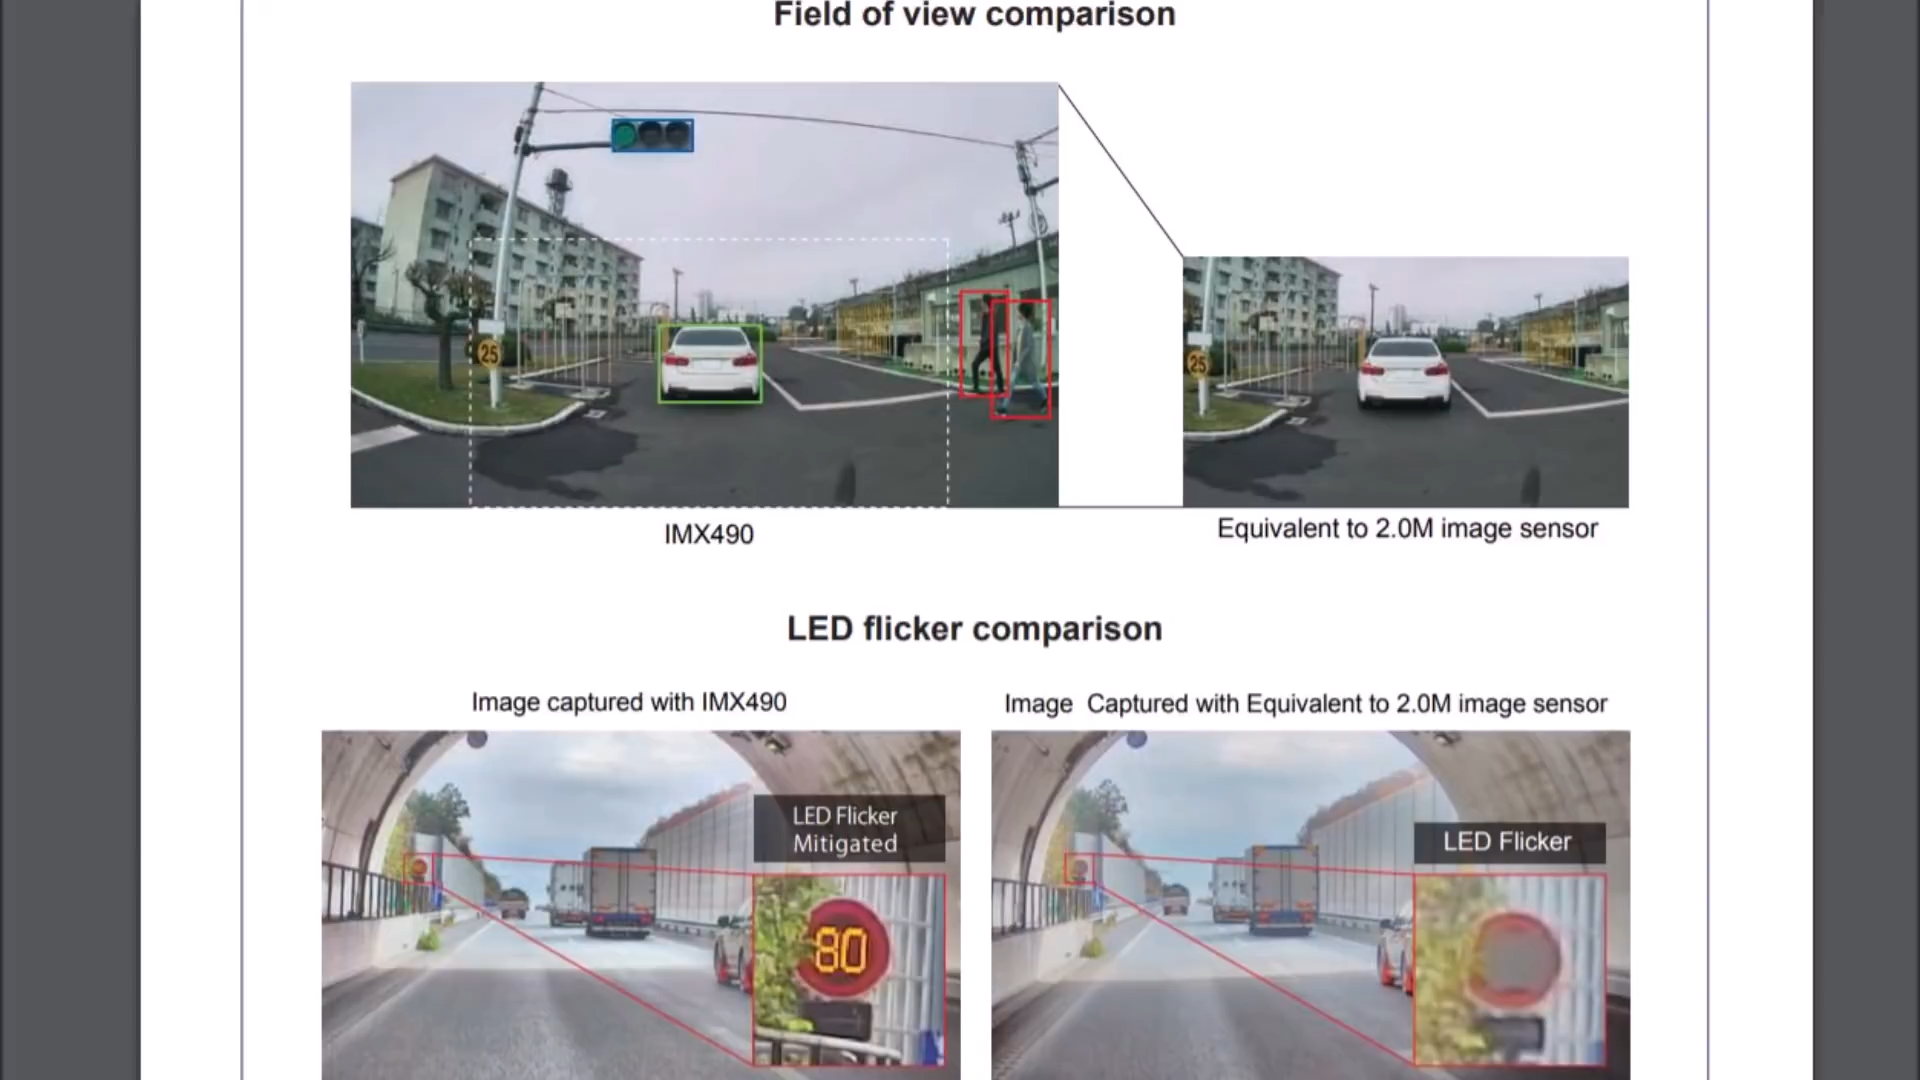 Field of view comparison
25
25
IMX490
Equivalent to 2.0M image sensor
LED flicker comparison
Image captured with IMX490
Image Captured with Equivalent to 2.0M image sensor
LED Flicker
Mitigated
80
LED Flicker